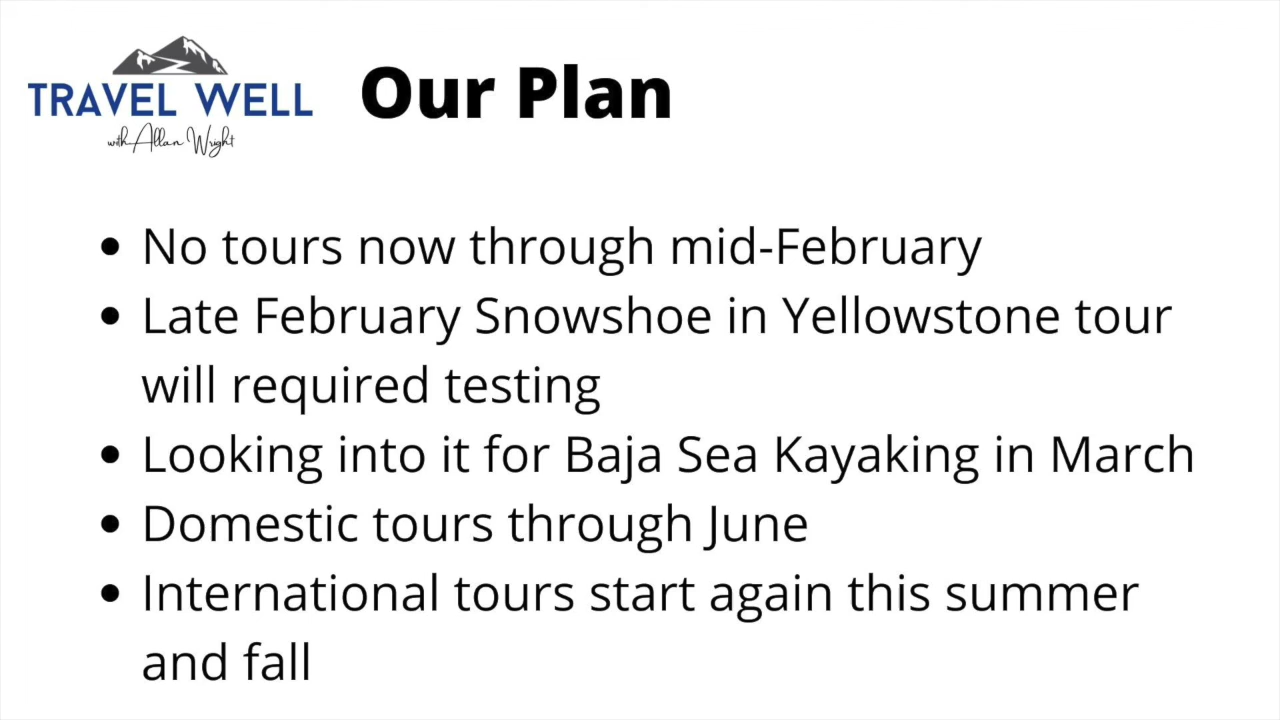 TRAVEL WELL
with Allan Wright
Our Plan
• No tours now through mid-February
• Late February Snowshoe in Yellowstone tour
will required testing
• Looking into it for Baja Sea Kayaking in March
• Domestic tours through June
• International tours start again this summer
and fall